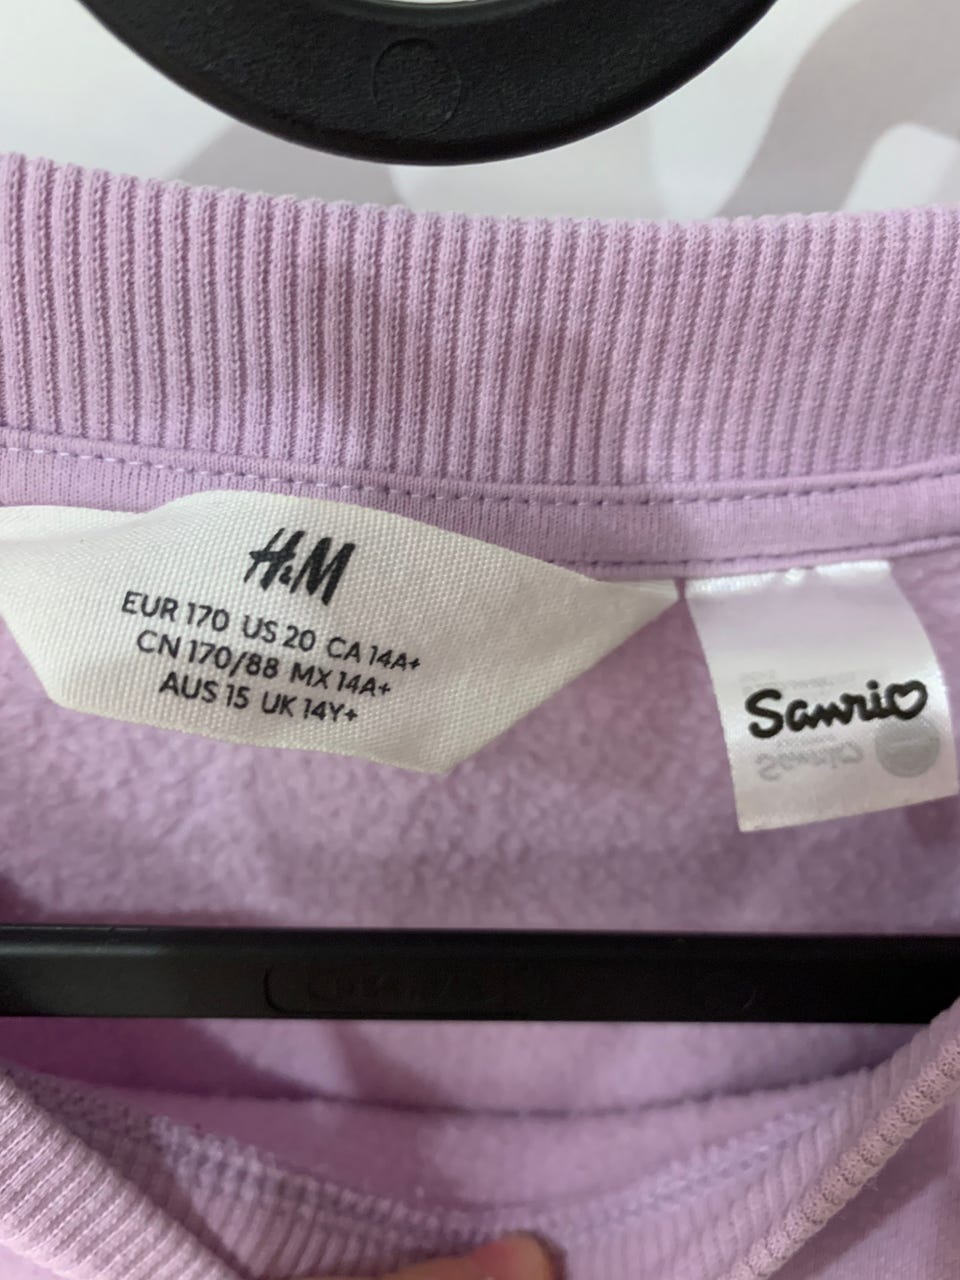 H&M
EUR 170 US 20 CA 14A+
CN 170/88 MX 14A+
AUS 15 UK 14Y+
Sanrio